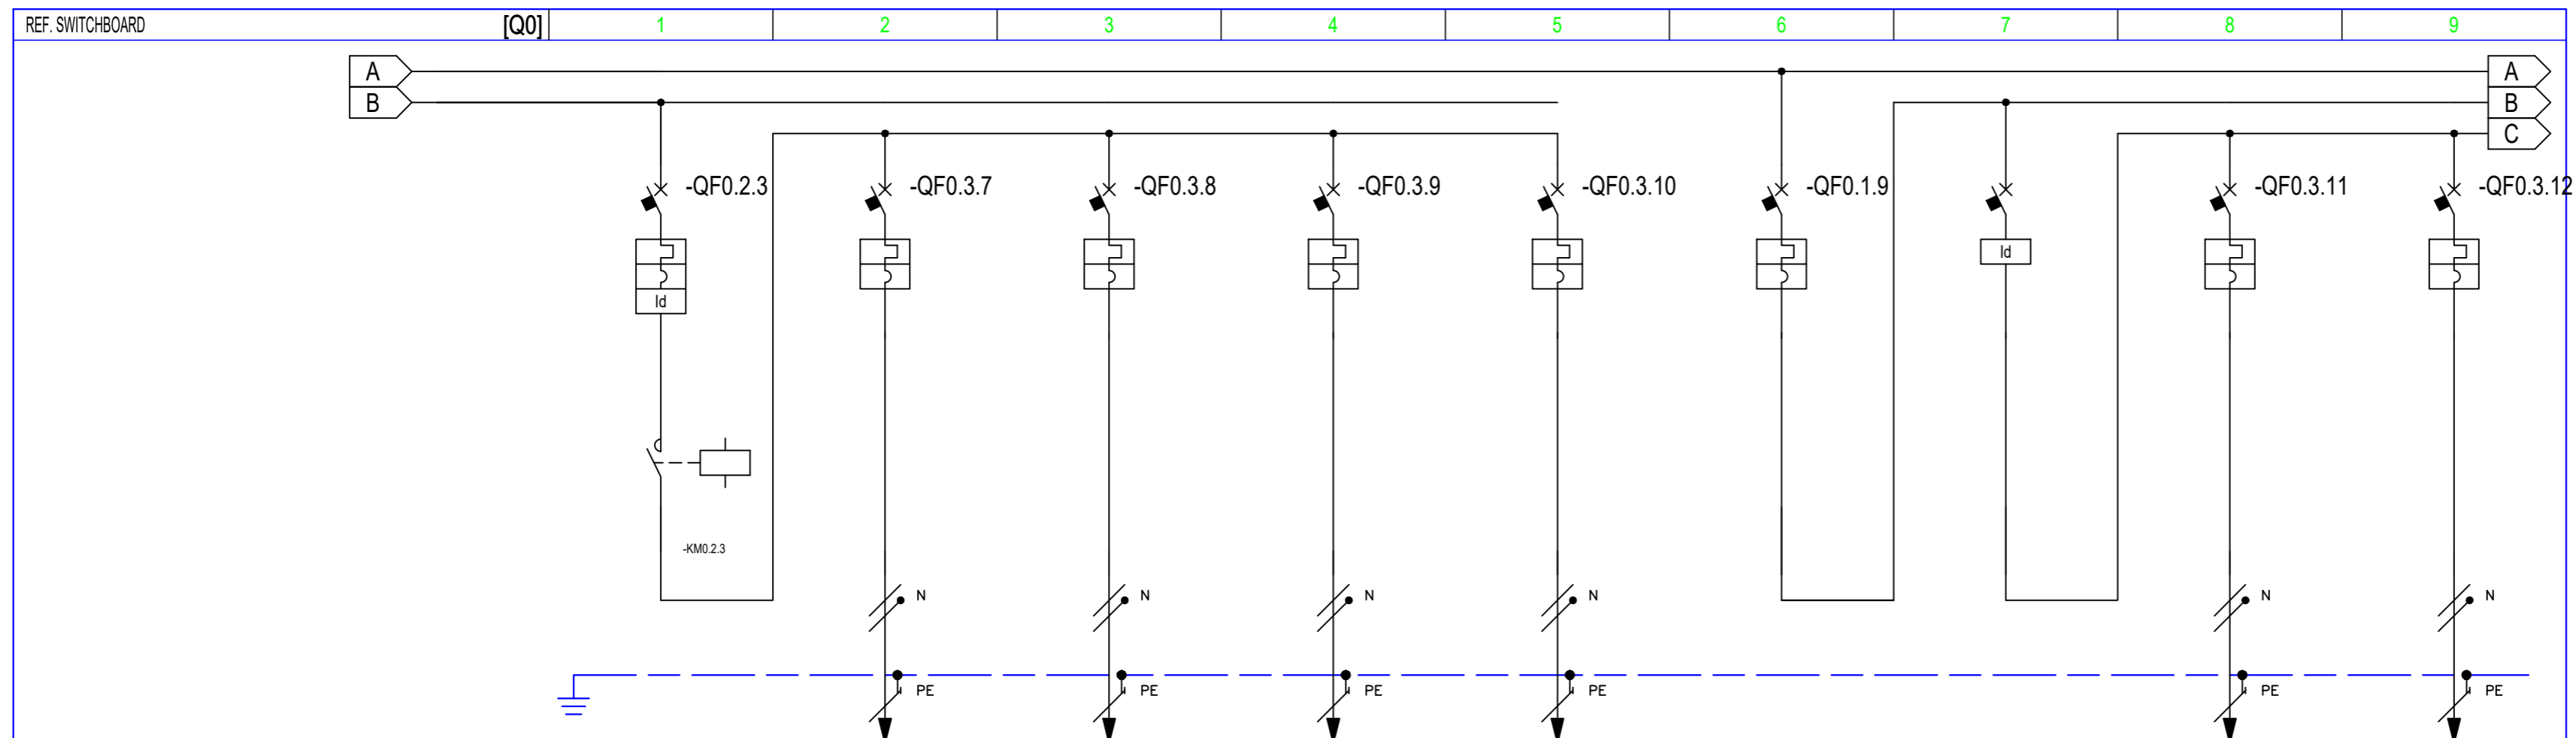 REF. SWITCHBOARD [Q0] 1 2 3 4 5 6 7 8 9
A A
B B
C
-QF0.2.3 -QF0.3.7 -QF0.3.8 -QF0.3.9 -QF0.3.10 -QF0.1.9 -QF0.3.11 -QF0.3.12
Id
Id
-KM0.2.3
N N N N N N
PE PE PE PE PE PE